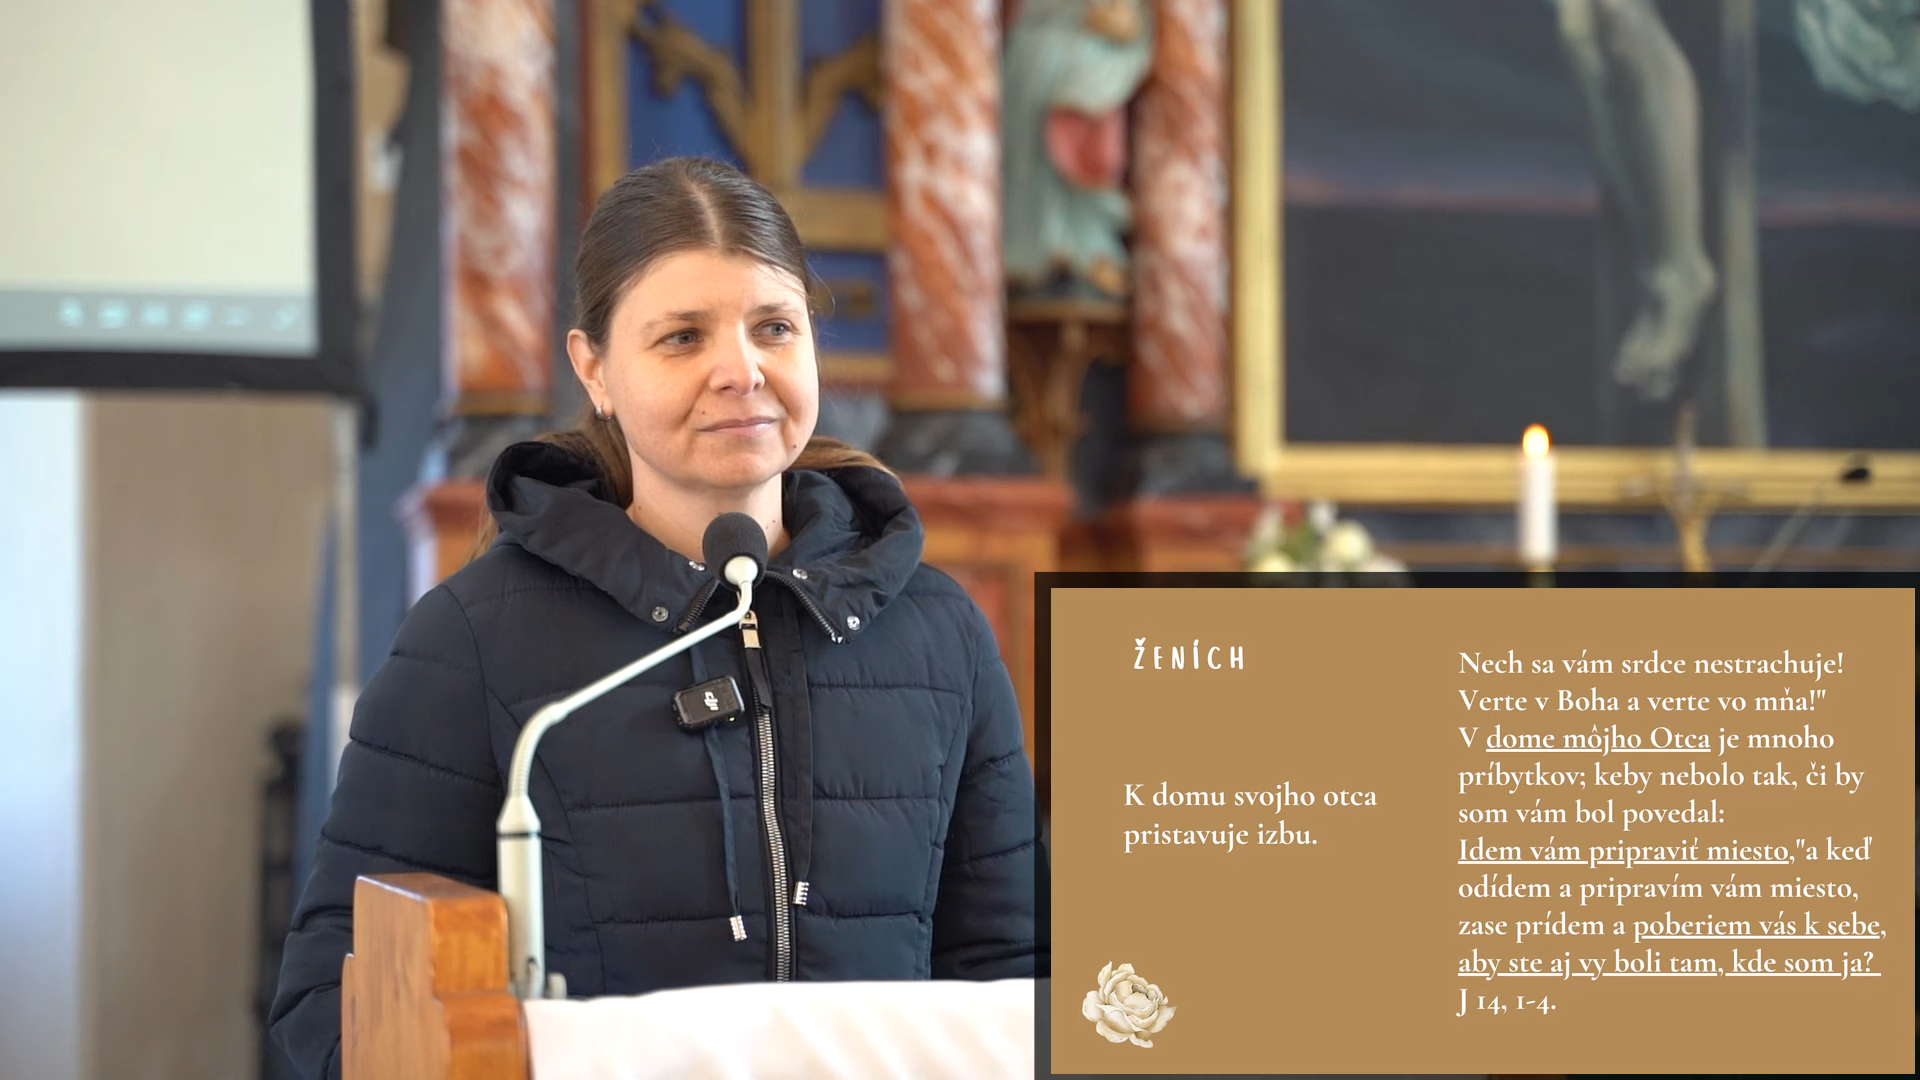 ŽENÍCH
K domu svojho otca
pristavuje izbu.
Nech sa vám srdce nestrachuje!
Verte v Boha a verte vo mňa!"
V dome môjho Otca je mnoho
príbytkov; keby nebolo tak, či by
som vám bol povedal:
Idem vám pripraviť miesto,"a keď
odídem a pripravím vám miesto,
zase prídem a poberiem vás k sebe,
aby ste aj vy boli tam, kde som ja?
J 14, 1-4.
dji